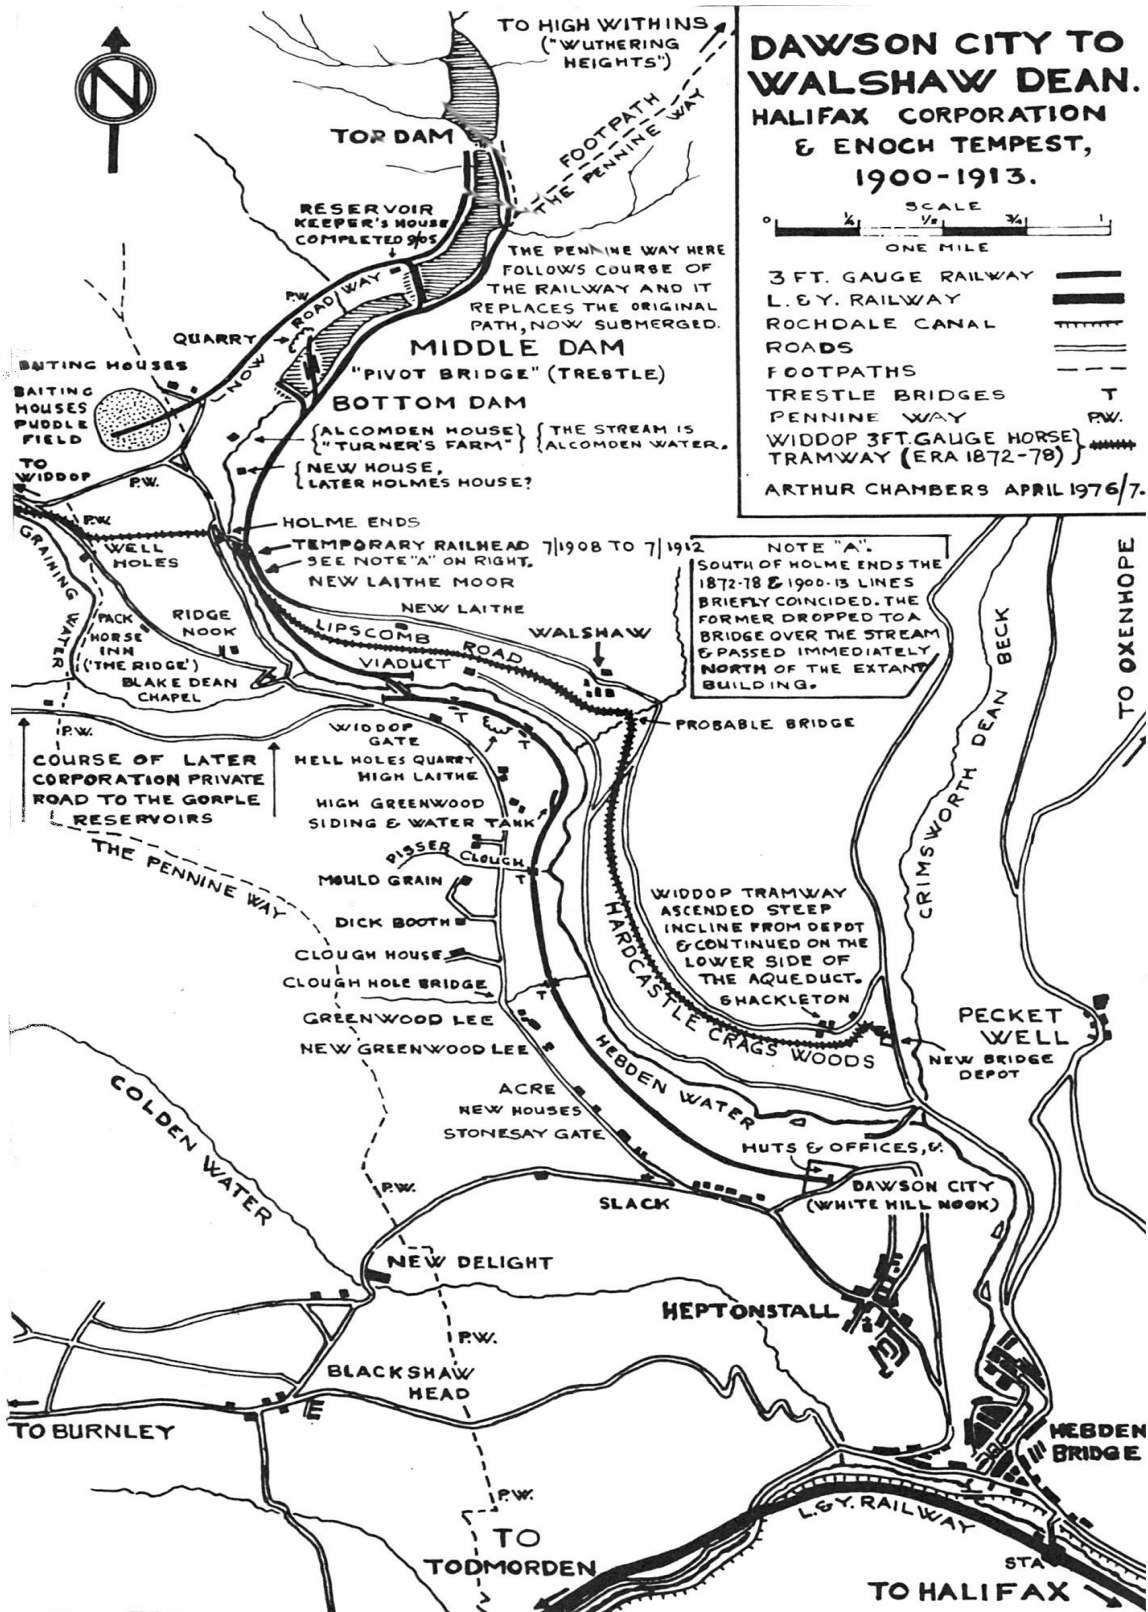 TO HIGH WITHINS
("WUTHERING
HEIGHTS")
N
TOP DAM
FOOTPATH
THE PENNINE WAY
RESERVOIR
KEEPER'S HOUSE
COMPLETED 9/05
THE PENNINE WAY HERE
FOLLOWS COURSE OF
THE RAILWAY AND IT
REPLACES THE ORIGINAL
PATH, NOW SUBMERGED.
P.W.
(NOW ROADWAY
QUARRY
MIDDLE DAM
"PIVOT BRIDGE" (TRESTLE)
BAITING HOUSES
BAITING
HOUSES
PUDDLE
FIELD
BOTTOM DAM
{ALCOMDEN HOUSE} {THE STREAM IS
{"TURNER'S FARM"} {ALCOMDEN WATER.
{NEW HOUSE,
{LATER HOLMES HOUSE?
TO
WIDDOP
P.W.
DAWSON CITY TO
WALSHAW DEAN.
HALIFAX CORPORATION
& ENOCH TEMPEST,
1900-1913.
SCALE
0 ¼ ½ ¾ 1
ONE MILE
3 FT. GAUGE RAILWAY
L. & Y. RAILWAY
ROCHDALE CANAL
ROADS
FOOTPATHS
TRESTLE BRIDGES T
PENNINE WAY P.W.
WIDDOP 3FT. GAUGE HORSE}
TRAMWAY (ERA 1872-78)}
ARTHUR CHAMBERS APRIL 1976/7.
P.W.
HOLME ENDS
WELL
HOLES
TEMPORARY RAILHEAD 7/1908 TO 7/1912
SEE NOTE "A" ON RIGHT.
NEW LAITHE MOOR
NOTE "A".
SOUTH OF HOLME ENDS THE
1872-78 & 1900-13 LINES
BRIEFLY COINCIDED. THE
FORMER DROPPED TO A
BRIDGE OVER THE STREAM
& PASSED IMMEDIATELY
NORTH OF THE EXTANT
BUILDING.
GRAINING WATER
NEW LAITHE
LIPSCOMB ROAD
WALSHAW
PACK
HORSE
INN
('THE RIDGE')
RIDGE
NOOK
BLAKE DEAN
CHAPEL
VIADUCT
PROBABLE BRIDGE
TO OXENHOPE
CRIMSWORTH DEAN BECK
P.W.
COURSE OF LATER
CORPORATION PRIVATE
ROAD TO THE GORPLE
RESERVOIRS
WIDDOP
GATE
T
T
HELL HOLES QUARRY
HIGH LAITHE
HIGH GREENWOOD
SIDING & WATER TANK
THE PENNINE WAY
PISSER CLOUGH
T
MOULD GRAIN
DICK BOOTH
CLOUGH HOUSE
CLOUGH HOLE BRIDGE
T
GREENWOOD LEE
NEW GREENWOOD LEE
HARDCASTLE CRAGS WOODS
WIDDOP TRAMWAY
ASCENDED STEEP
INCLINE FROM DEPOT
& CONTINUED ON THE
LOWER SIDE OF
THE AQUEDUCT.
SHACKLETON
NEW BRIDGE
DEPOT
PECKET
WELL
HEBDEN WATER
ACRE
NEW HOUSES
STONESAY GATE
COLDEN WATER
HUTS & OFFICES, &.
DAWSON CITY
(WHITE HILL NOOK)
P.W.
SLACK
NEW DELIGHT
HEPTONSTALL
P.W.
BLACKSHAW
HEAD
TO BURNLEY
HEBDEN
BRIDGE
P.W.
L.&Y. RAILWAY
TO
TODMORDEN
STA
TO HALIFAX